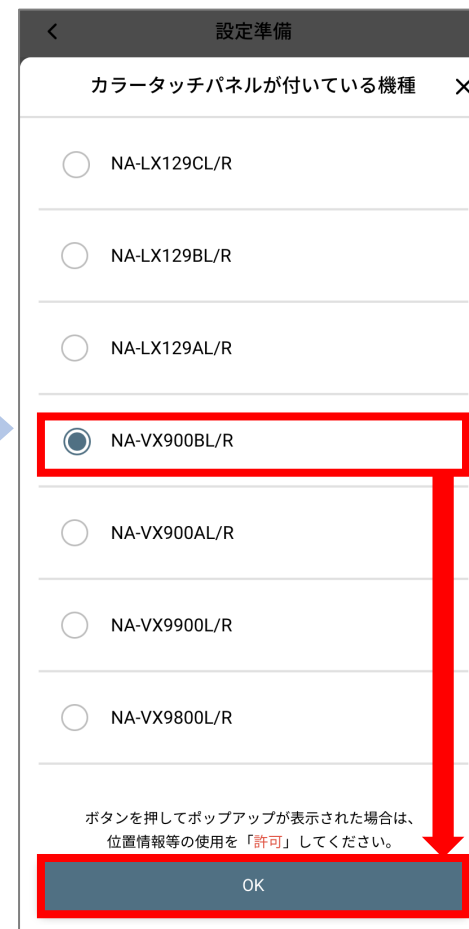 設定準備
カラータッチパネルが付いている機種
NA-LX129CL/R
NA-LX129BL/R
NA-LX129AL/R
NA-VX900BL/R
NA-VX900AL/R
NA-VX9900L/R
NA-VX9800L/R
ボタンを押してポップアップが表示された場合は、
位置情報等の使用を「許可」してください。
OK